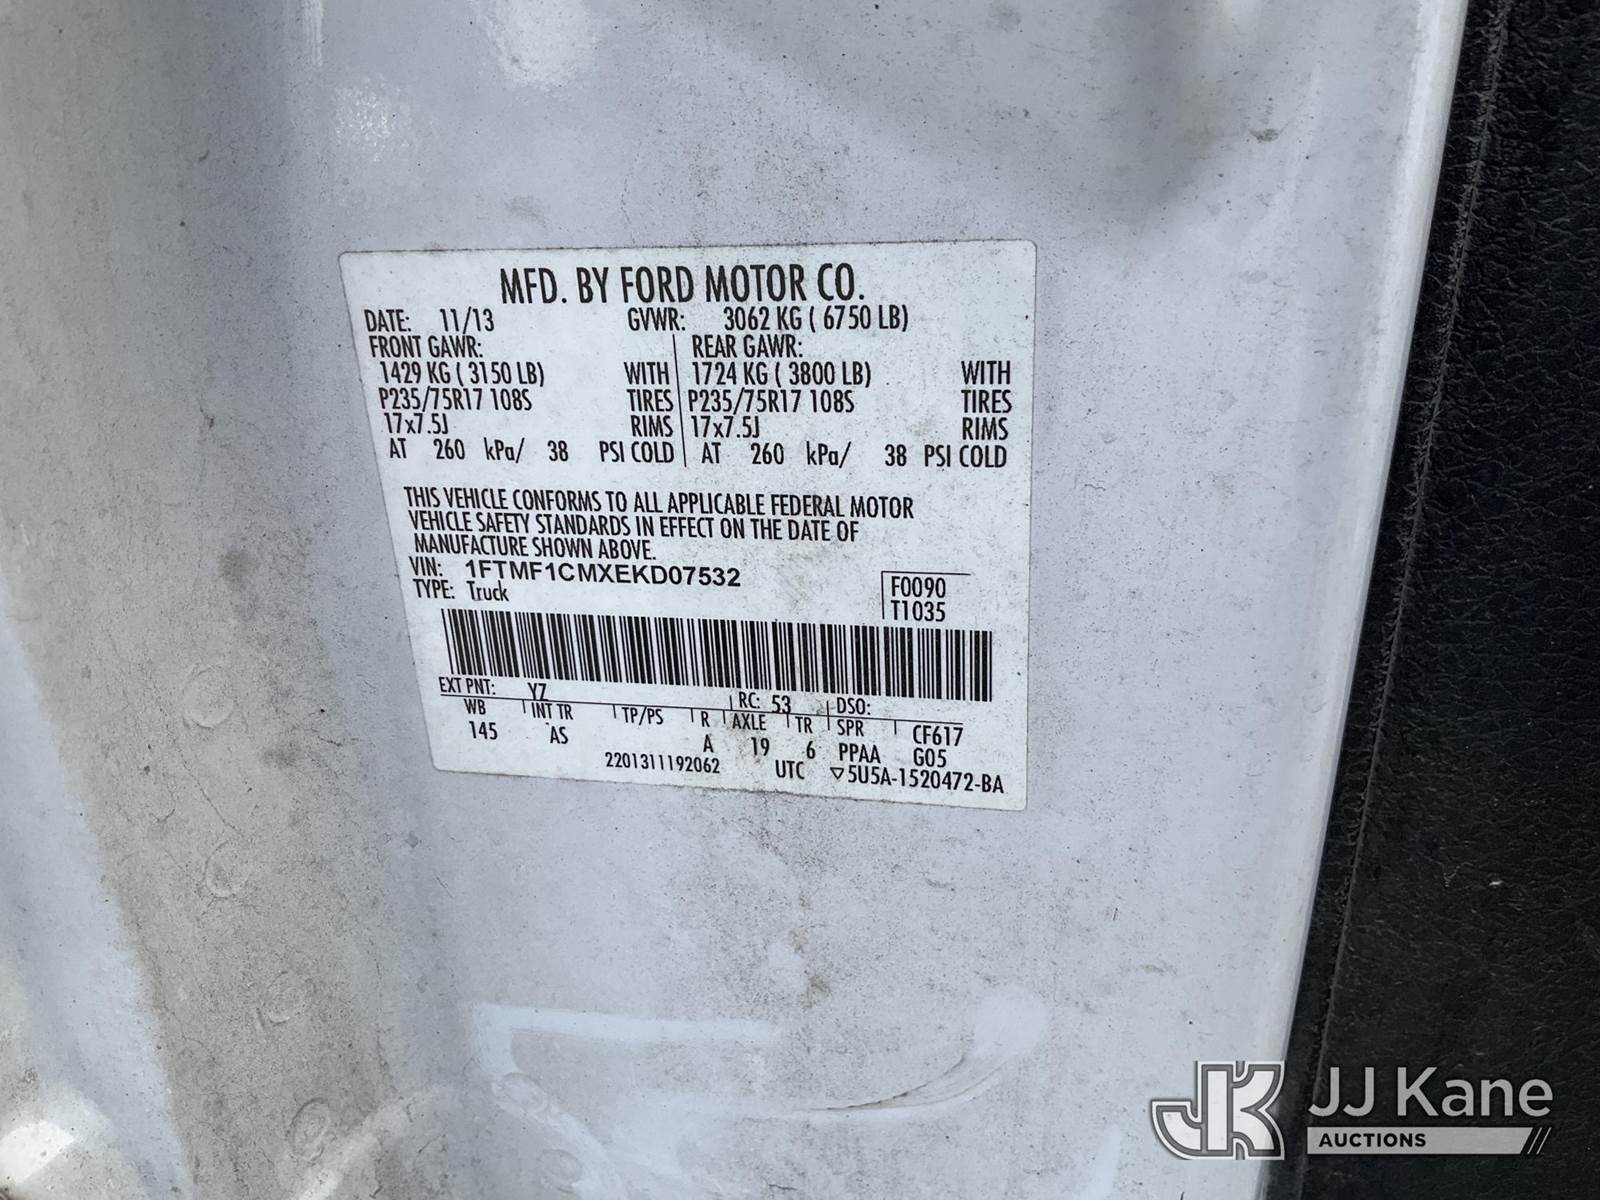 MFD. BY FORD MOTOR CO.
DATE: 11/13 GVWR: 3062 KG ( 6750 LB)
FRONT GAWR: REAR GAWR:
1429 KG ( 3150 LB) WITH 1724 KG ( 3800 LB) WITH
P235/75R17 108S TIRES P235/75R17 108S TIRES
17x7.5J RIMS 17x7.5J RIMS
AT 260 kPa/ 38 PSI COLD AT 260 kPa/ 38 PSI COLD
THIS VEHICLE CONFORMS TO ALL APPLICABLE FEDERAL MOTOR
VEHICLE SAFETY STANDARDS IN EFFECT ON THE DATE OF
MANUFACTURE SHOWN ABOVE.
VIN: 1FTMF1CMXEKD07532
TYPE: Truck
F0090
T1035
EXT PNT: YZ RC: 53 DSO:
WB INT TR TP/PS R AXLE TR SPR CF617
145 AS A 19 6 PPAA G05
2201311192062 UTC ▽5U5A-1520472-BA
JK JJ Kane
AUCTIONS